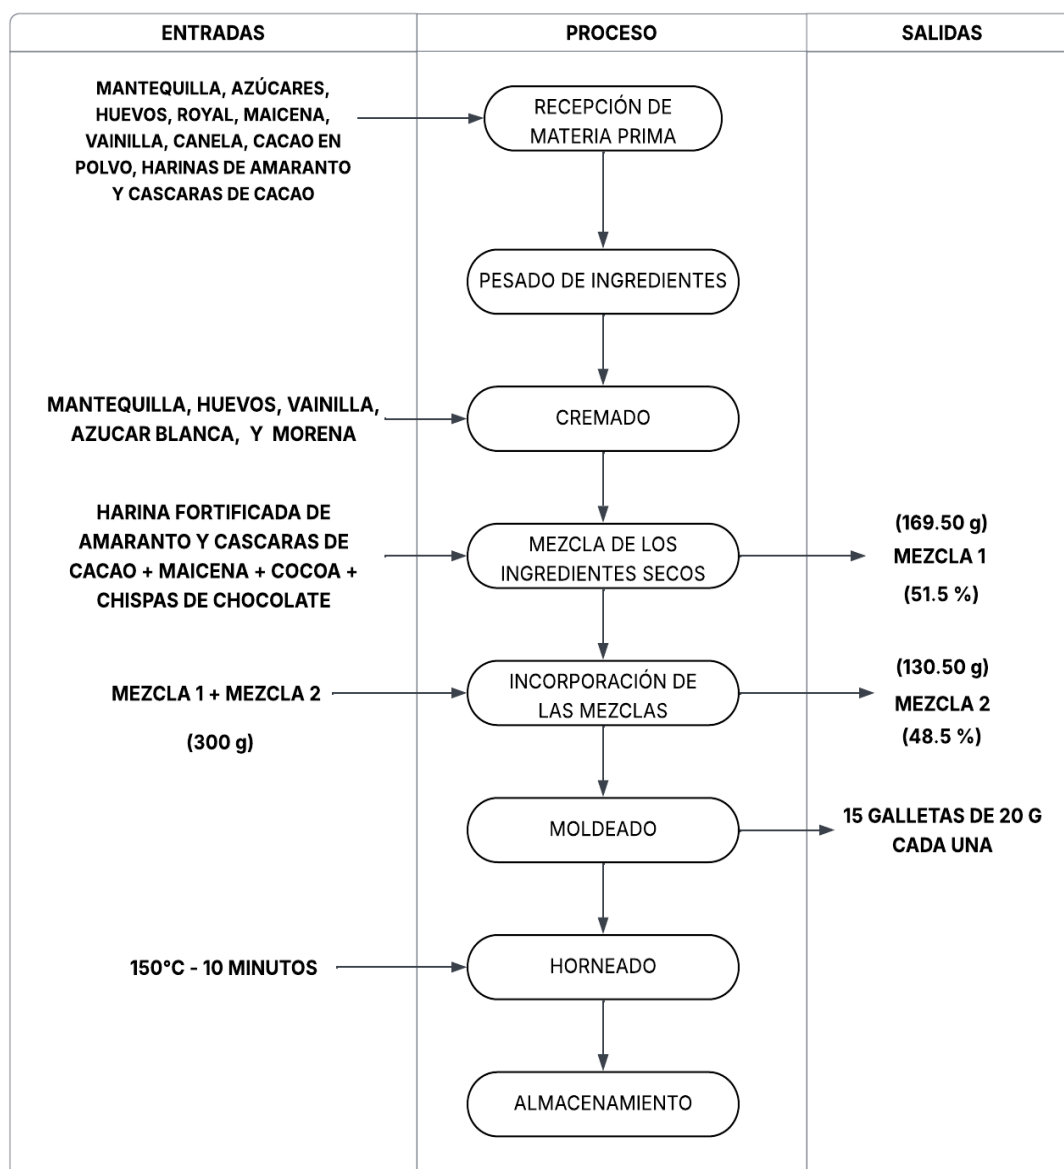 ENTRADAS
PROCESO
SALIDAS
MANTEQUILLA, AZÚCARES,
HUEVOS, ROYAL, MAICENA,
VAINILLA, CANELA, CACAO EN
POLVO, HARINAS DE AMARANTO
Y CASCARAS DE CACAO
RECEPCIÓN DE
MATERIA PRIMA
PESADO DE INGREDIENTES
MANTEQUILLA, HUEVOS, VAINILLA,
AZUCAR BLANCA, Y MORENA
CREMADO
HARINA FORTIFICADA DE
AMARANTO Y CASCARAS DE
CACAO + MAICENA + COCOA +
CHISPAS DE CHOCOLATE
MEZCLA DE LOS
INGREDIENTES SECOS
(169.50 g)
MEZCLA 1
(51.5 %)
MEZCLA 1 + MEZCLA 2
(300 g)
INCORPORACIÓN DE
LAS MEZCLAS
(130.50 g)
MEZCLA 2
(48.5 %)
MOLDEADO
15 GALLETAS DE 20 G
CADA UNA
150°C - 10 MINUTOS
HORNEADO
ALMACENAMIENTO